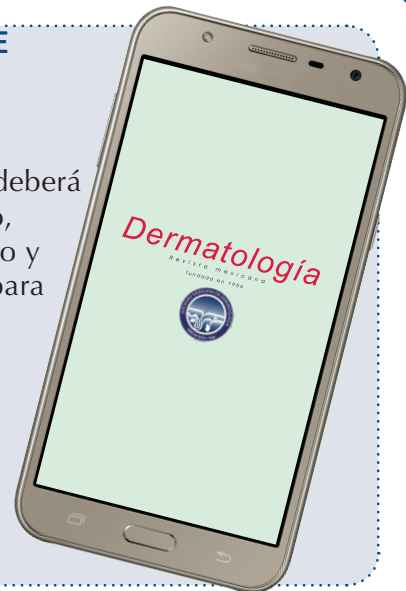 E
deberá
o,
o y
para
Dermatología
Revista mexicana
fundada en 1956